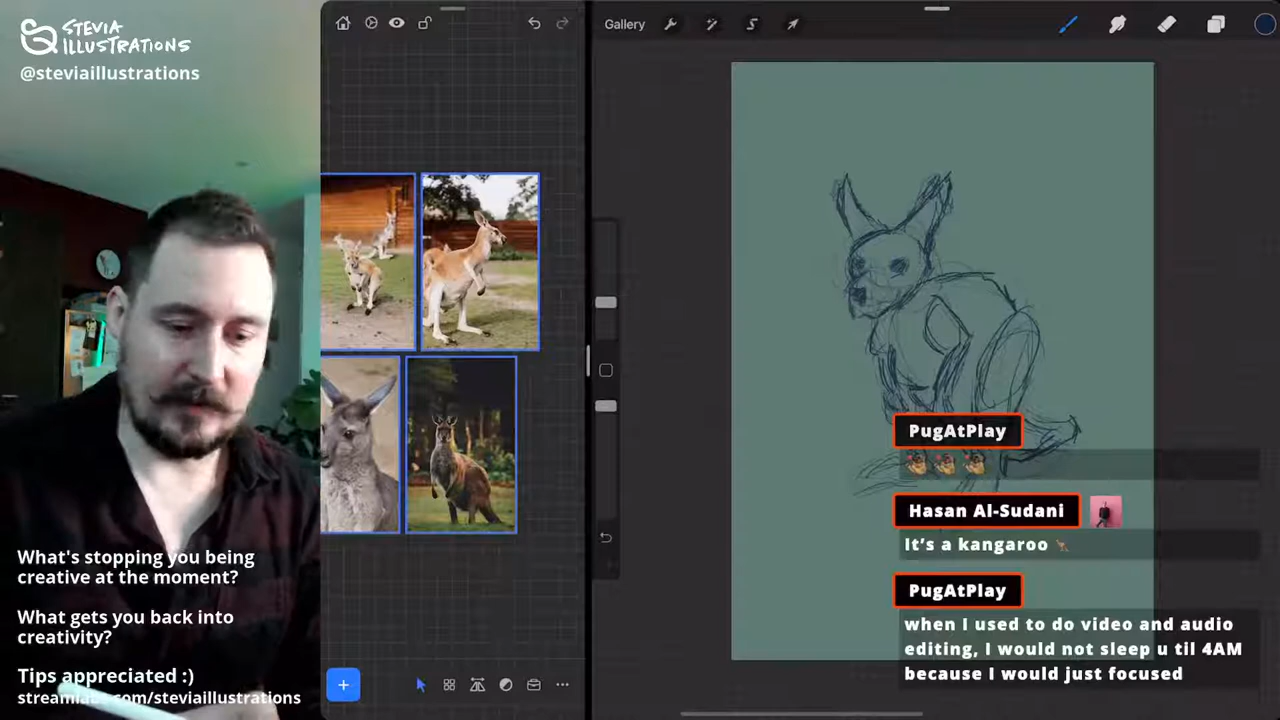 STEVIA
ILLUSTRATIONS
@steviaillustrations
Gallery
PugAtPlay
Hasan Al-Sudani
It's a kangaroo 🦘
PugAtPlay
when I used to do video and audio
editing, I would not sleep u til 4AM
because I would just focused
What's stopping you being
creative at the moment?
What gets you back into
creativity?
Tips appreciated :)
streamlabs.com/steviaillustrations